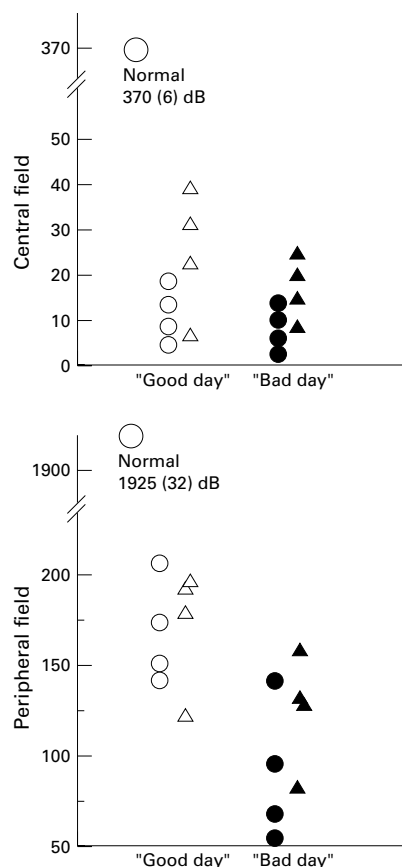 370
Normal
370 (6) dB
50
40
30
20
10
0
Central field
"Good day" "Bad day"
1900
Normal
1925 (32) dB
200
150
100
50
Peripheral field
"Good day" "Bad day"